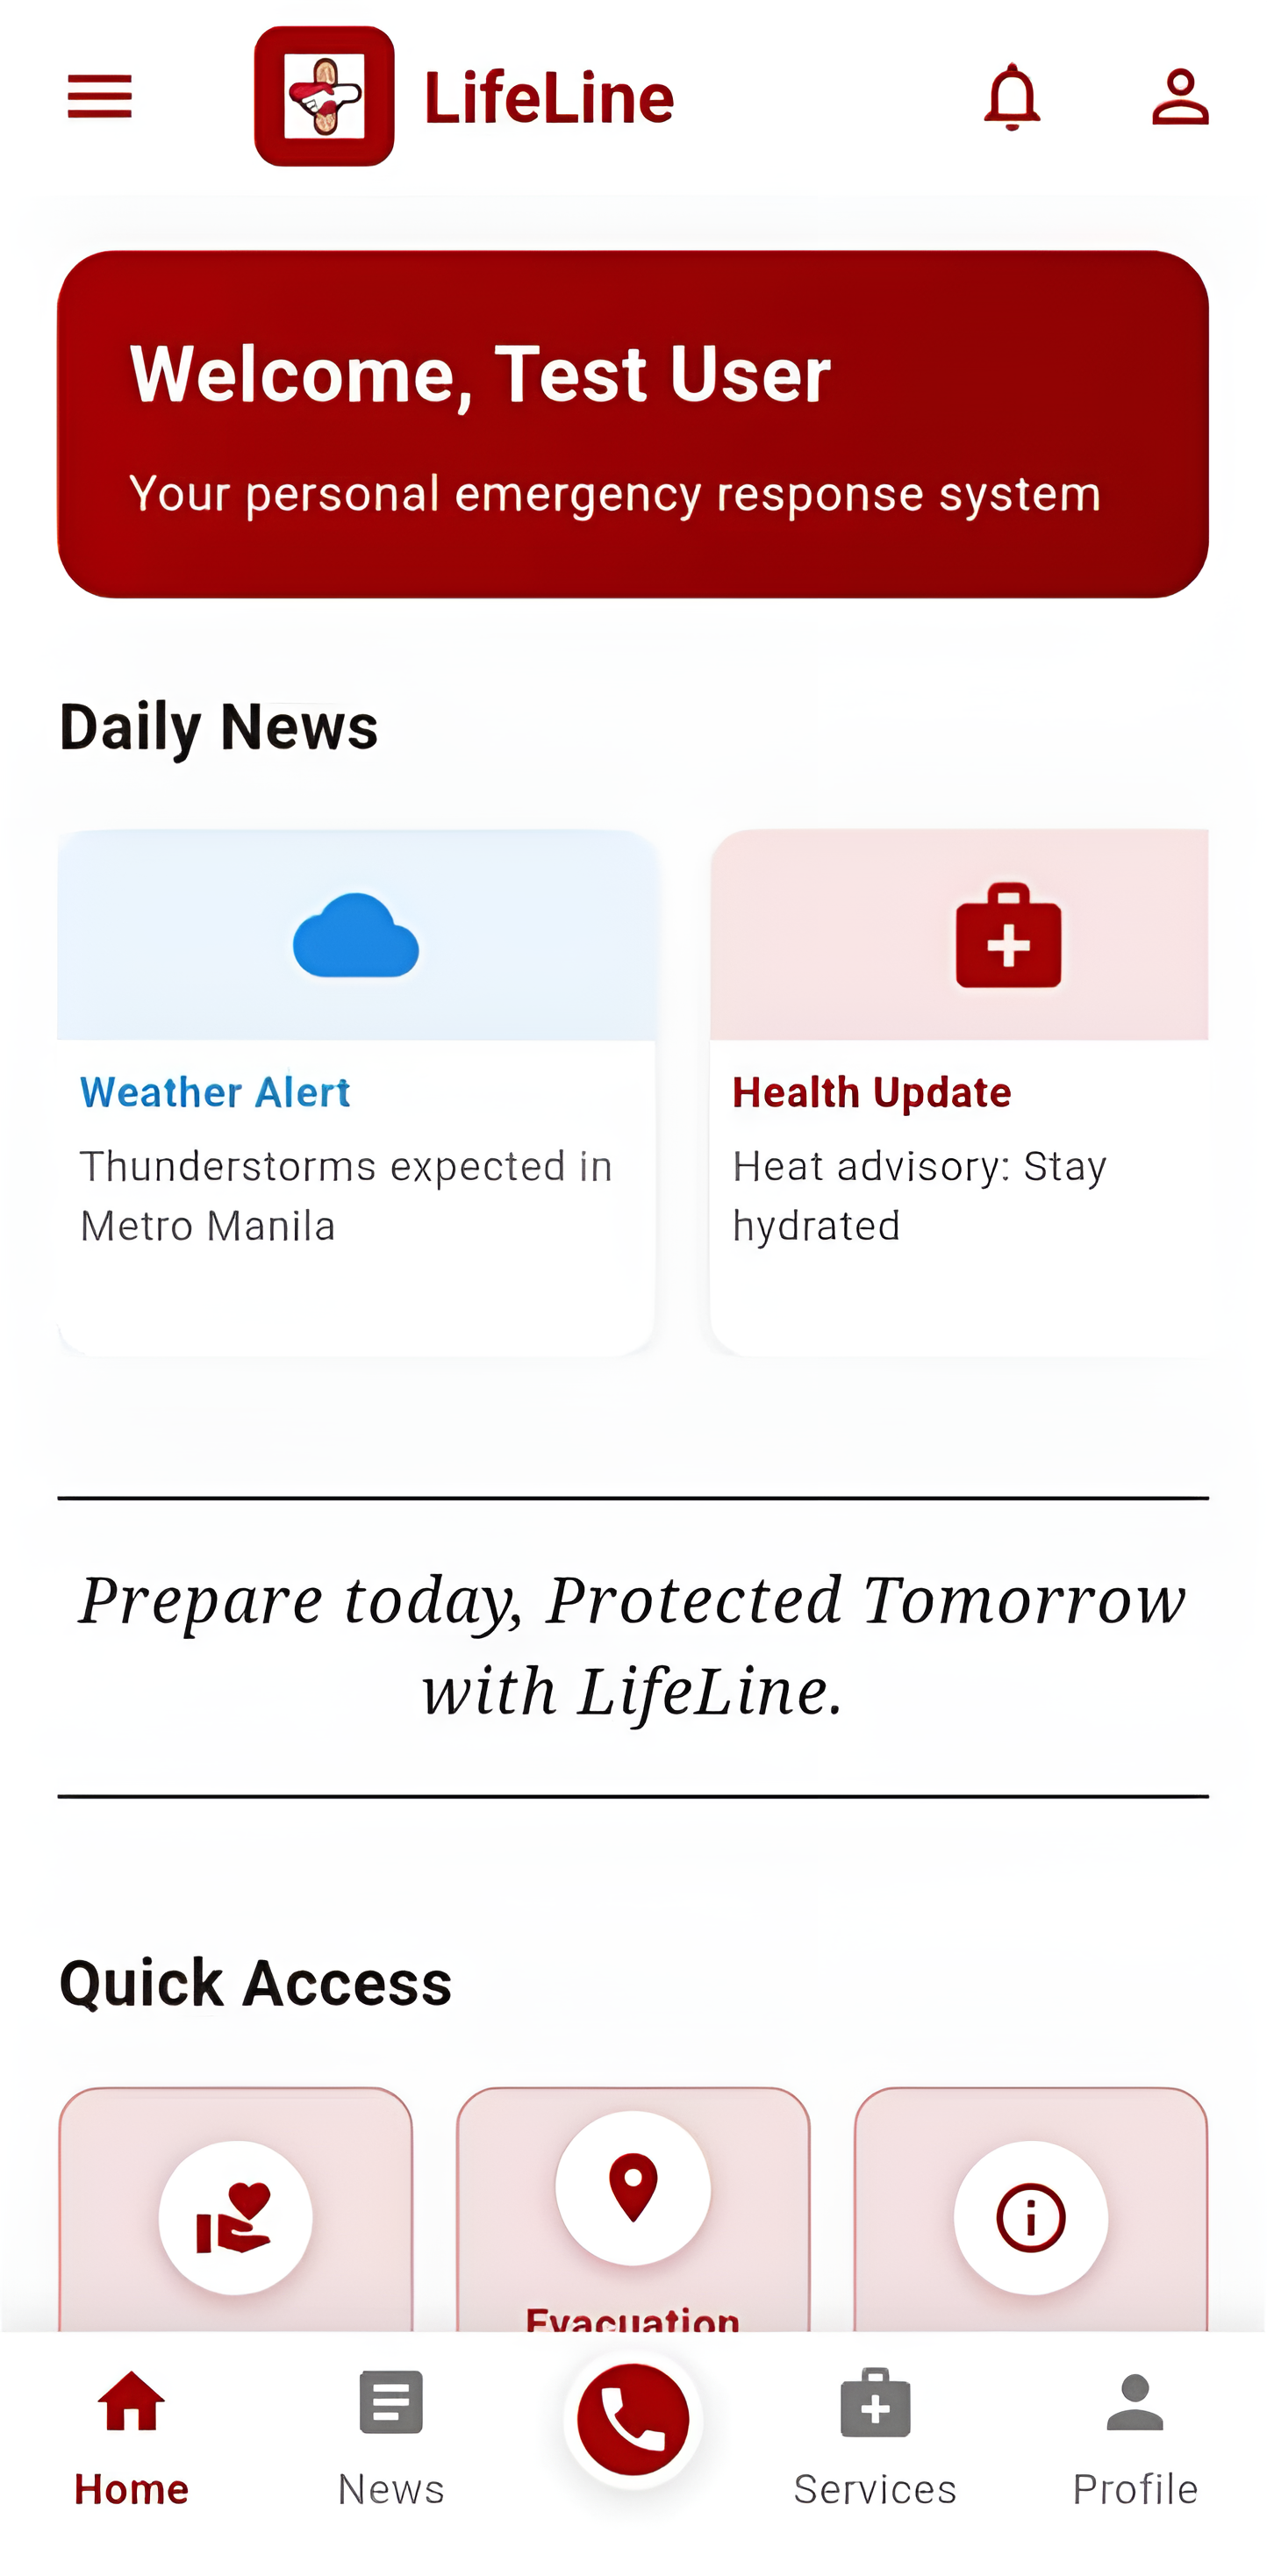 LifeLine
Welcome, Test User
Your personal emergency response system
Daily News
Weather Alert
Thunderstorms expected in
Metro Manila
Health Update
Heat advisory: Stay
hydrated
Prepare today, Protected Tomorrow
with LifeLine.
Quick Access
Evacuation
Home
News
Services
Profile